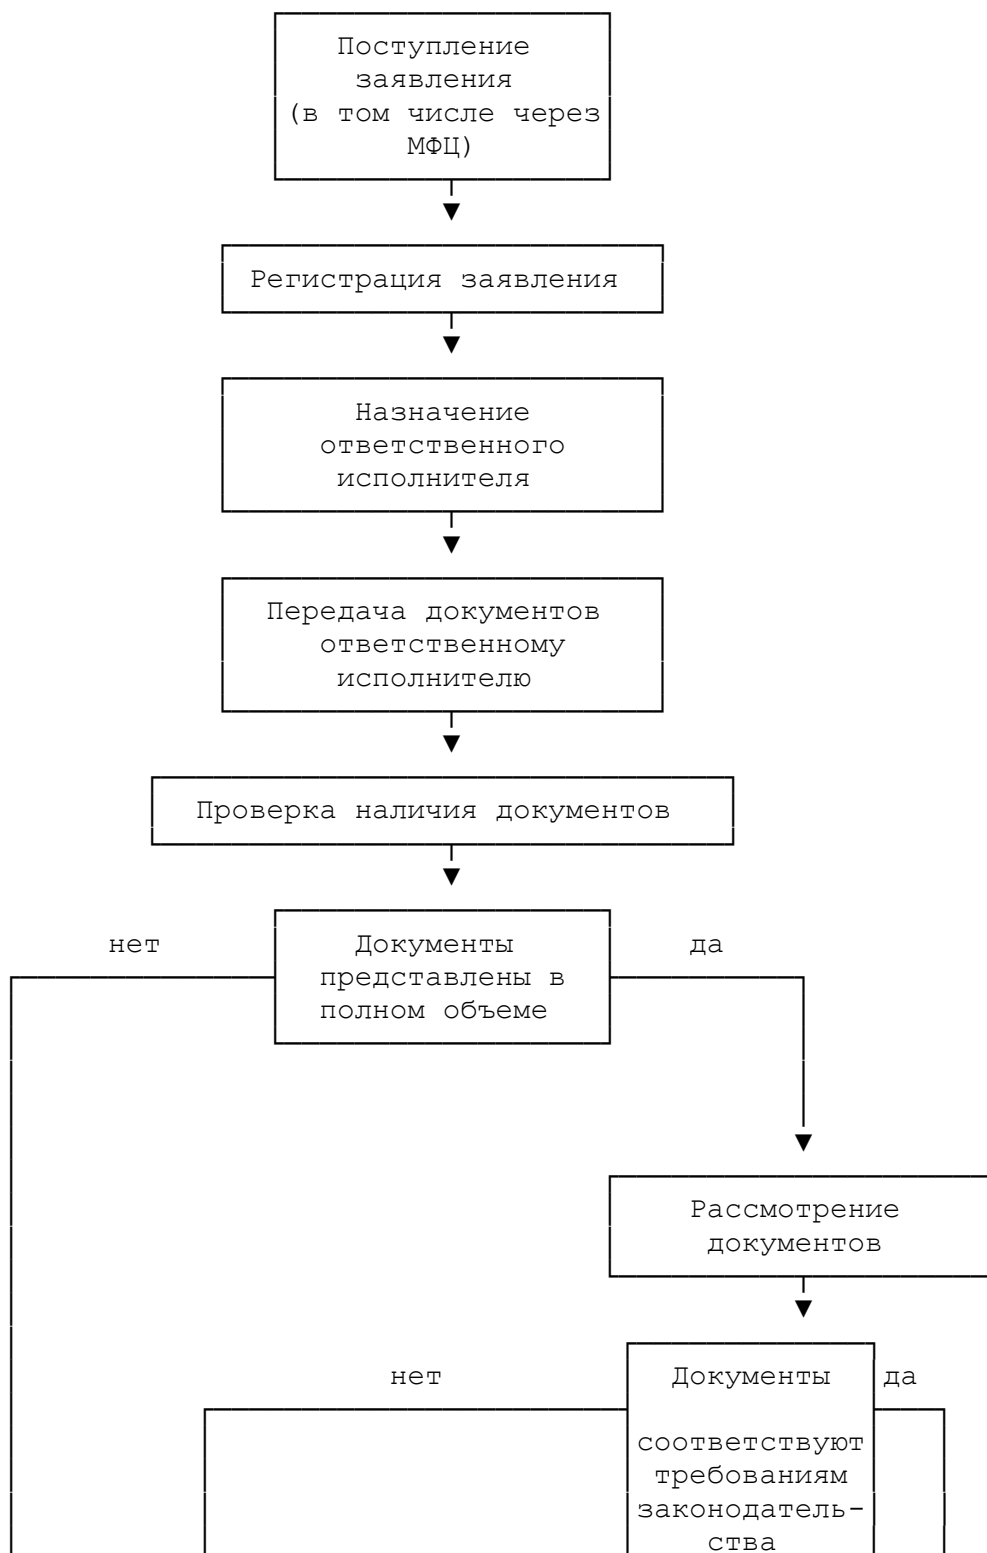 Поступление
заявления
(в том числе через
МФЦ)
Регистрация заявления
Назначение
ответственного
исполнителя
Передача документов
ответственному
исполнителю
Проверка наличия документов
нет
Документы
да
представлены в
полном объеме
Рассмотрение
документов
нет
Документы
да
соответствуют
требованиям
законодатель-
ства